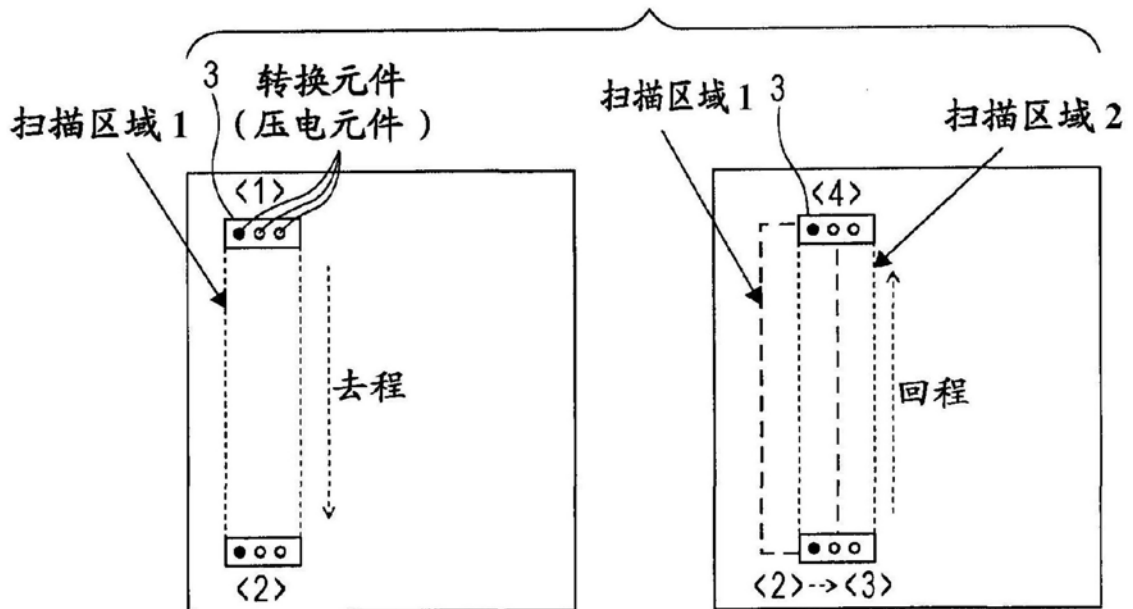 3 转换元件
扫描区域 1 （压电元件）
<1>
去程
<2>
扫描区域 1 3
扫描区域 2
<4>
回程
<2>--><3>